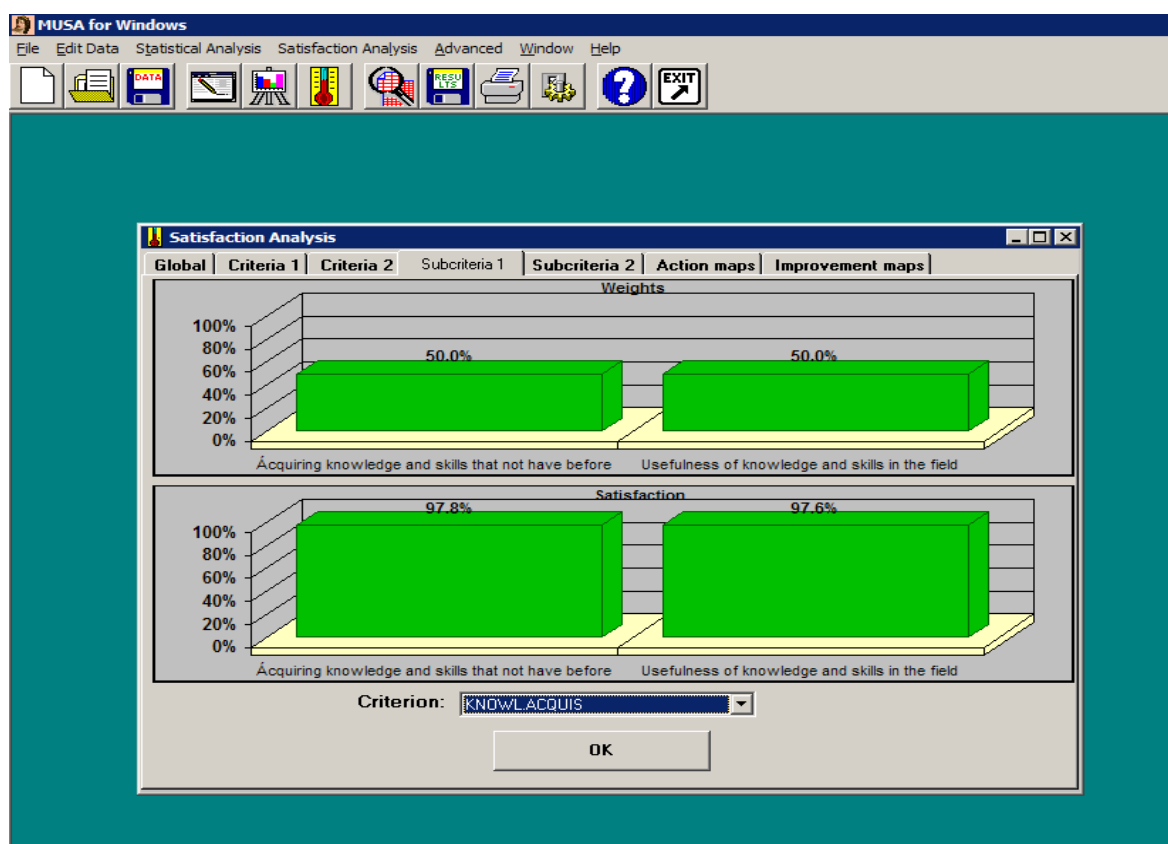 MUSA for Windows
File Edit Data Statistical Analysis Satisfaction Analysis Advanced Window Help
DATA RESU LTS ? EXIT
Satisfaction Analysis
Global Criteria 1 Criteria 2 Subcriteria 1 Subcriteria 2 Action maps Improvement maps
Weights
100%
80%
60%
40%
20%
0%
50.0% 50.0%
Ácquiring knowledge and skills that not have before Usefulness of knowledge and skills in the field
Satisfaction
100%
80%
60%
40%
20%
0%
97.8% 97.6%
Ácquiring knowledge and skills that not have before Usefulness of knowledge and skills in the field
Criterion: KNOWL.ACQUIS
OK